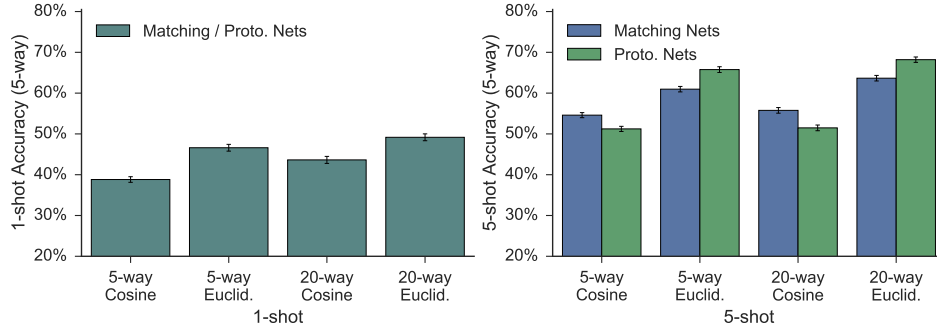 1-shot Accuracy (5-way)
80%
70%
60%
50%
40%
30%
20%
Matching / Proto. Nets
5-way
Cosine
5-way
Euclid.
20-way
Cosine
20-way
Euclid.
1-shot
5-shot Accuracy (5-way)
80%
70%
60%
50%
40%
30%
20%
Matching Nets
Proto. Nets
5-way
Cosine
5-way
Euclid.
20-way
Cosine
20-way
Euclid.
5-shot